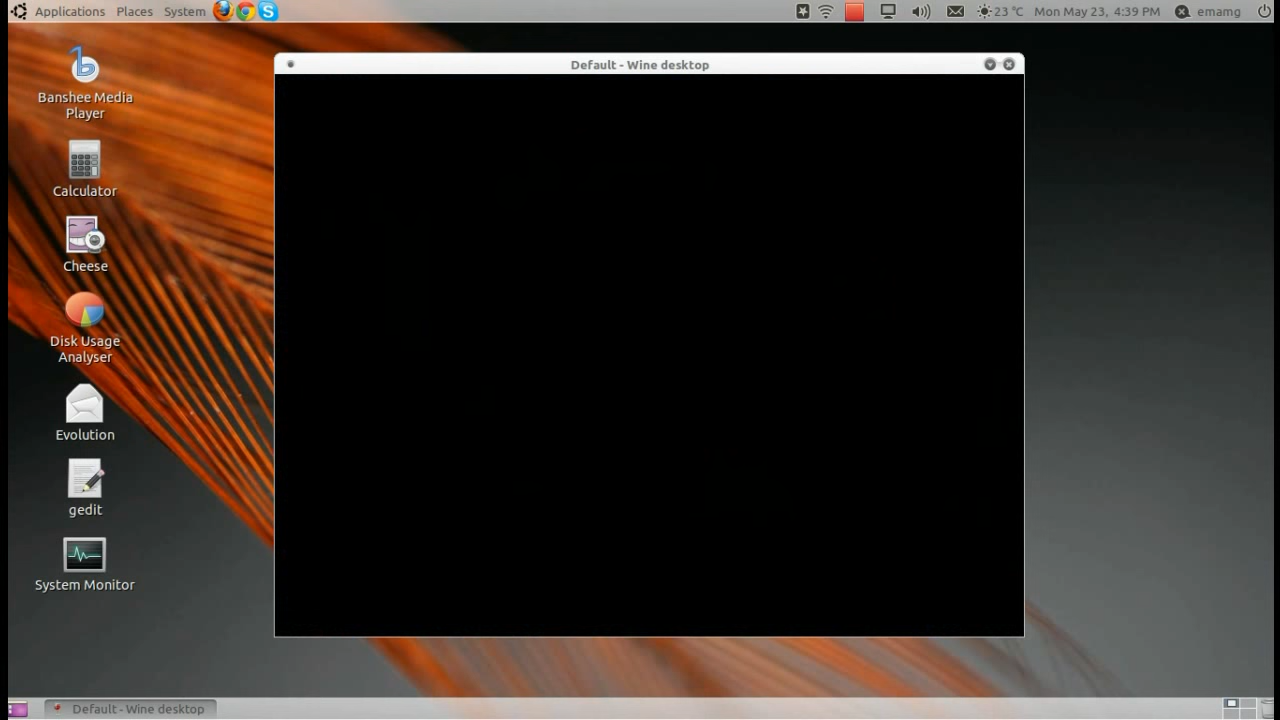 Applications Places System 23 °C Mon May 23, 4:39 PM emamg
Default - Wine desktop
Banshee Media
Player
Calculator
Cheese
Disk Usage
Analyser
Evolution
gedit
System Monitor
Default - Wine desktop